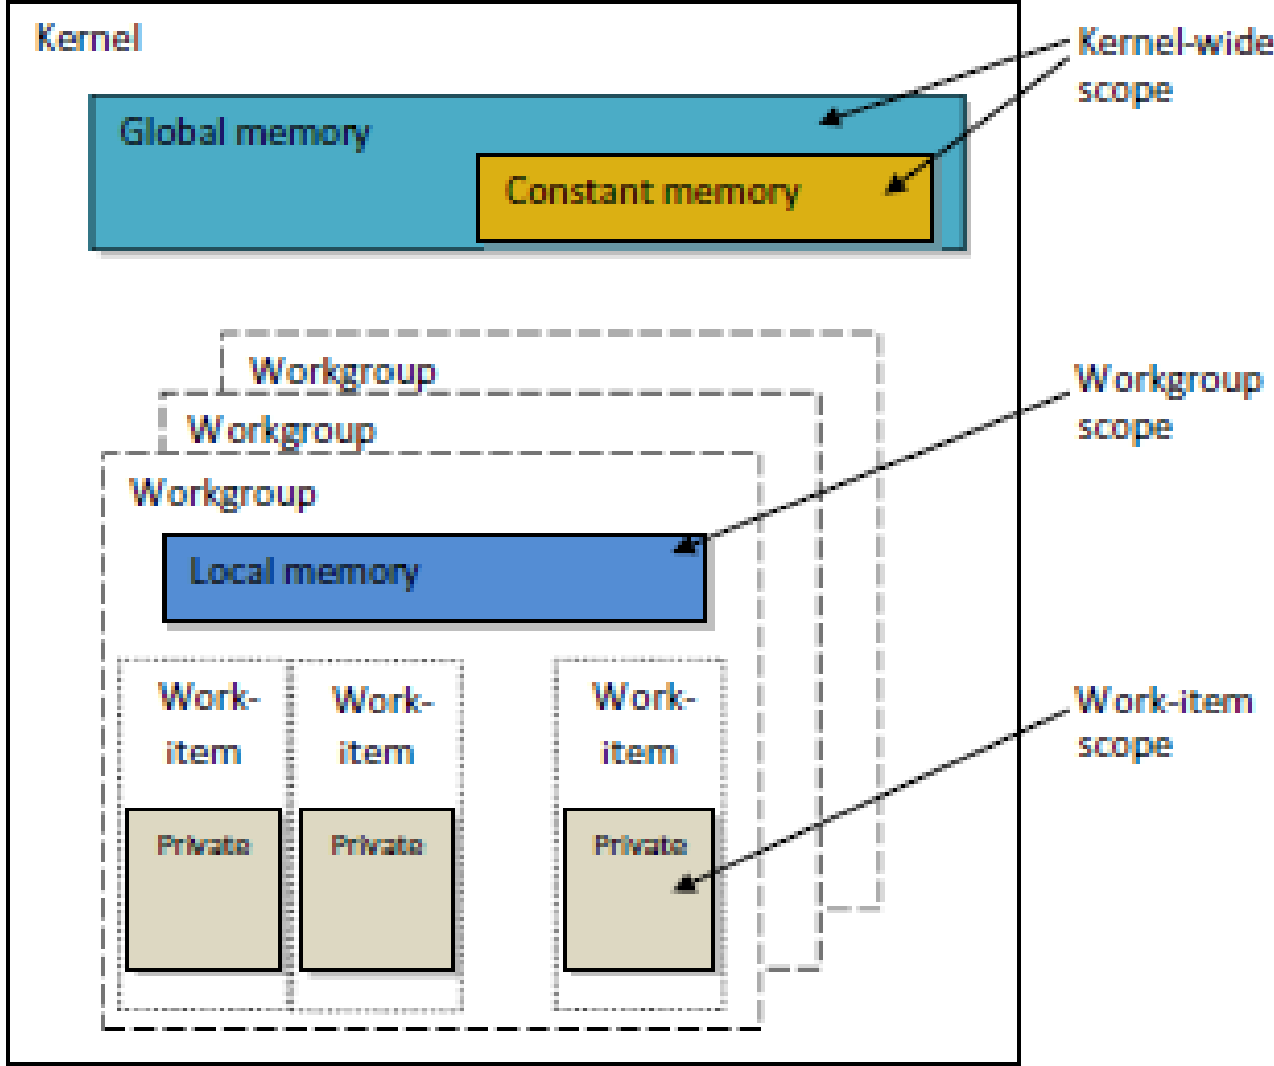 Kernel
Kernel-wide
scope
Global memory
Constant memory
Workgroup
Workgroup
Workgroup
Workgroup
scope
Local memory
Work-
item
Work-
item
Work-
item
Work-item
scope
Private
Private
Private